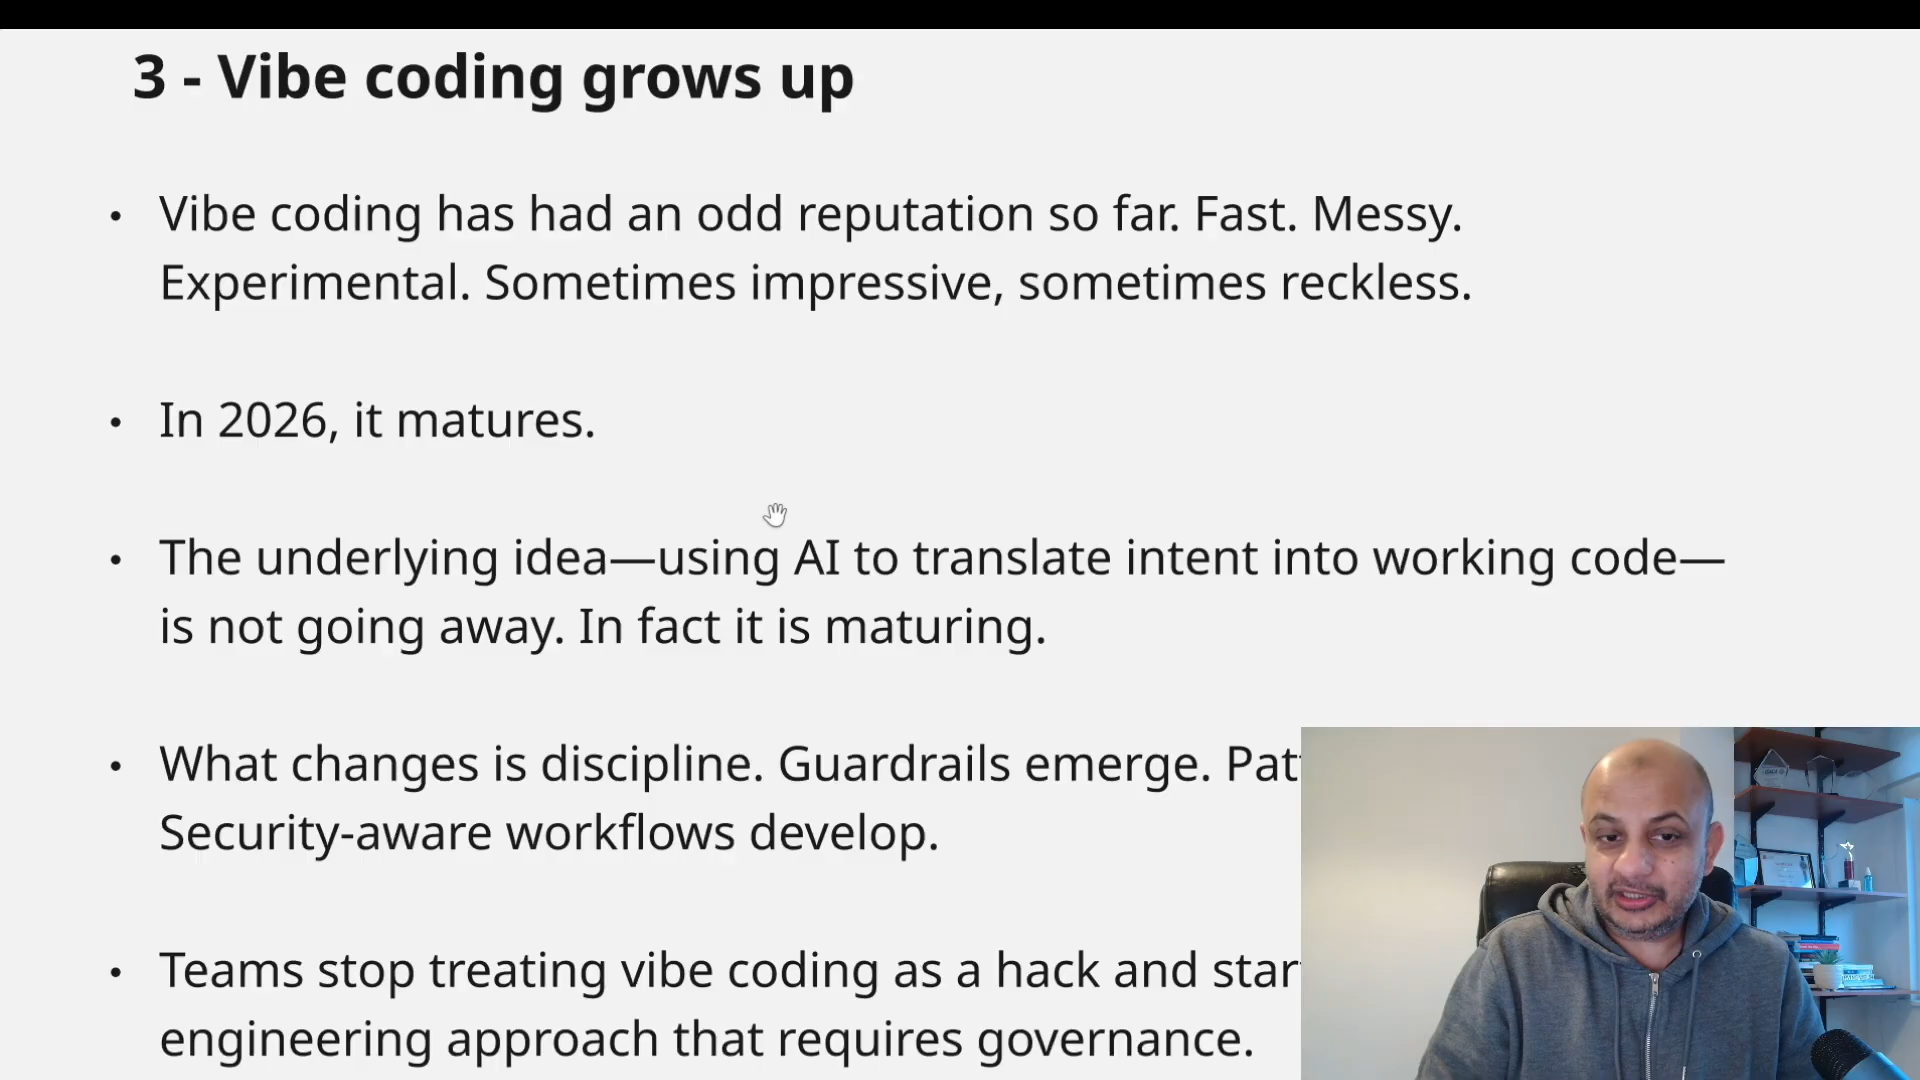 3 - Vibe coding grows up
• Vibe coding has had an odd reputation so far. Fast. Messy.
Experimental. Sometimes impressive, sometimes reckless.
• In 2026, it matures.
• The underlying idea—using AI to translate intent into working code—
is not going away. In fact it is maturing.
• What changes is discipline. Guardrails emerge.
Security-aware workflows develop.
• Teams stop treating vibe coding as a hack and
engineering approach that requires governance.